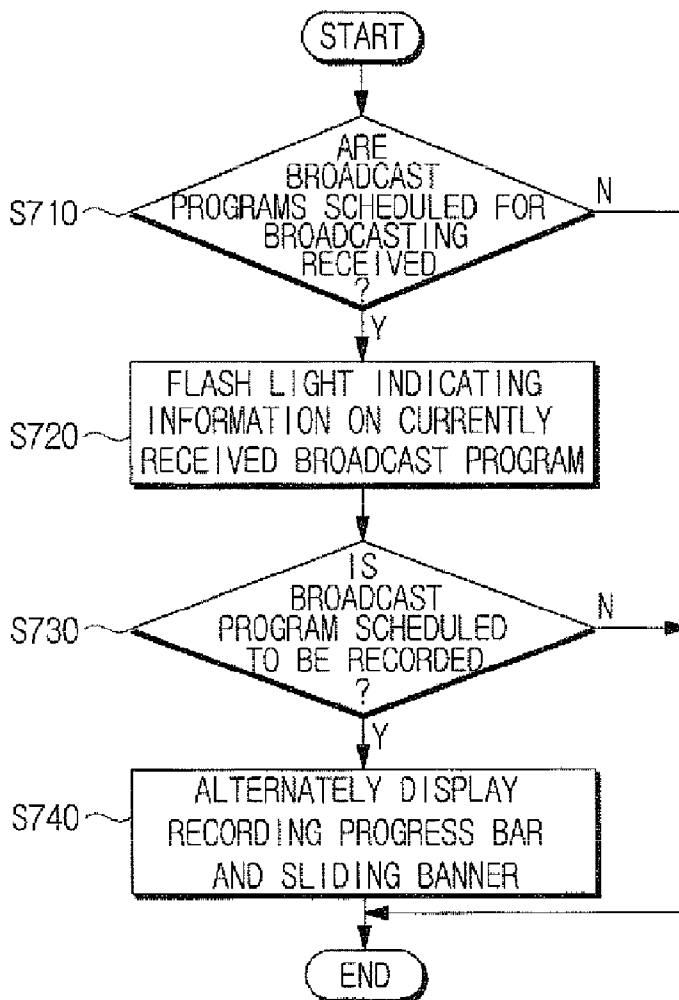 START
ARE
BROADCAST
PROGRAMS SCHEDULED FOR
BROADCASTING
RECEIVED
?
N
S710
Y
FLASH LIGHT INDICATING
INFORMATION ON CURRENTLY
RECEIVED BROADCAST PROGRAM
S720
IS
BROADCAST
PROGRAM SCHEDULED
TO BE RECORDED
?
N
S730
Y
ALTERNATELY DISPLAY
RECORDING PROGRESS BAR
AND SLIDING BANNER
S740
END